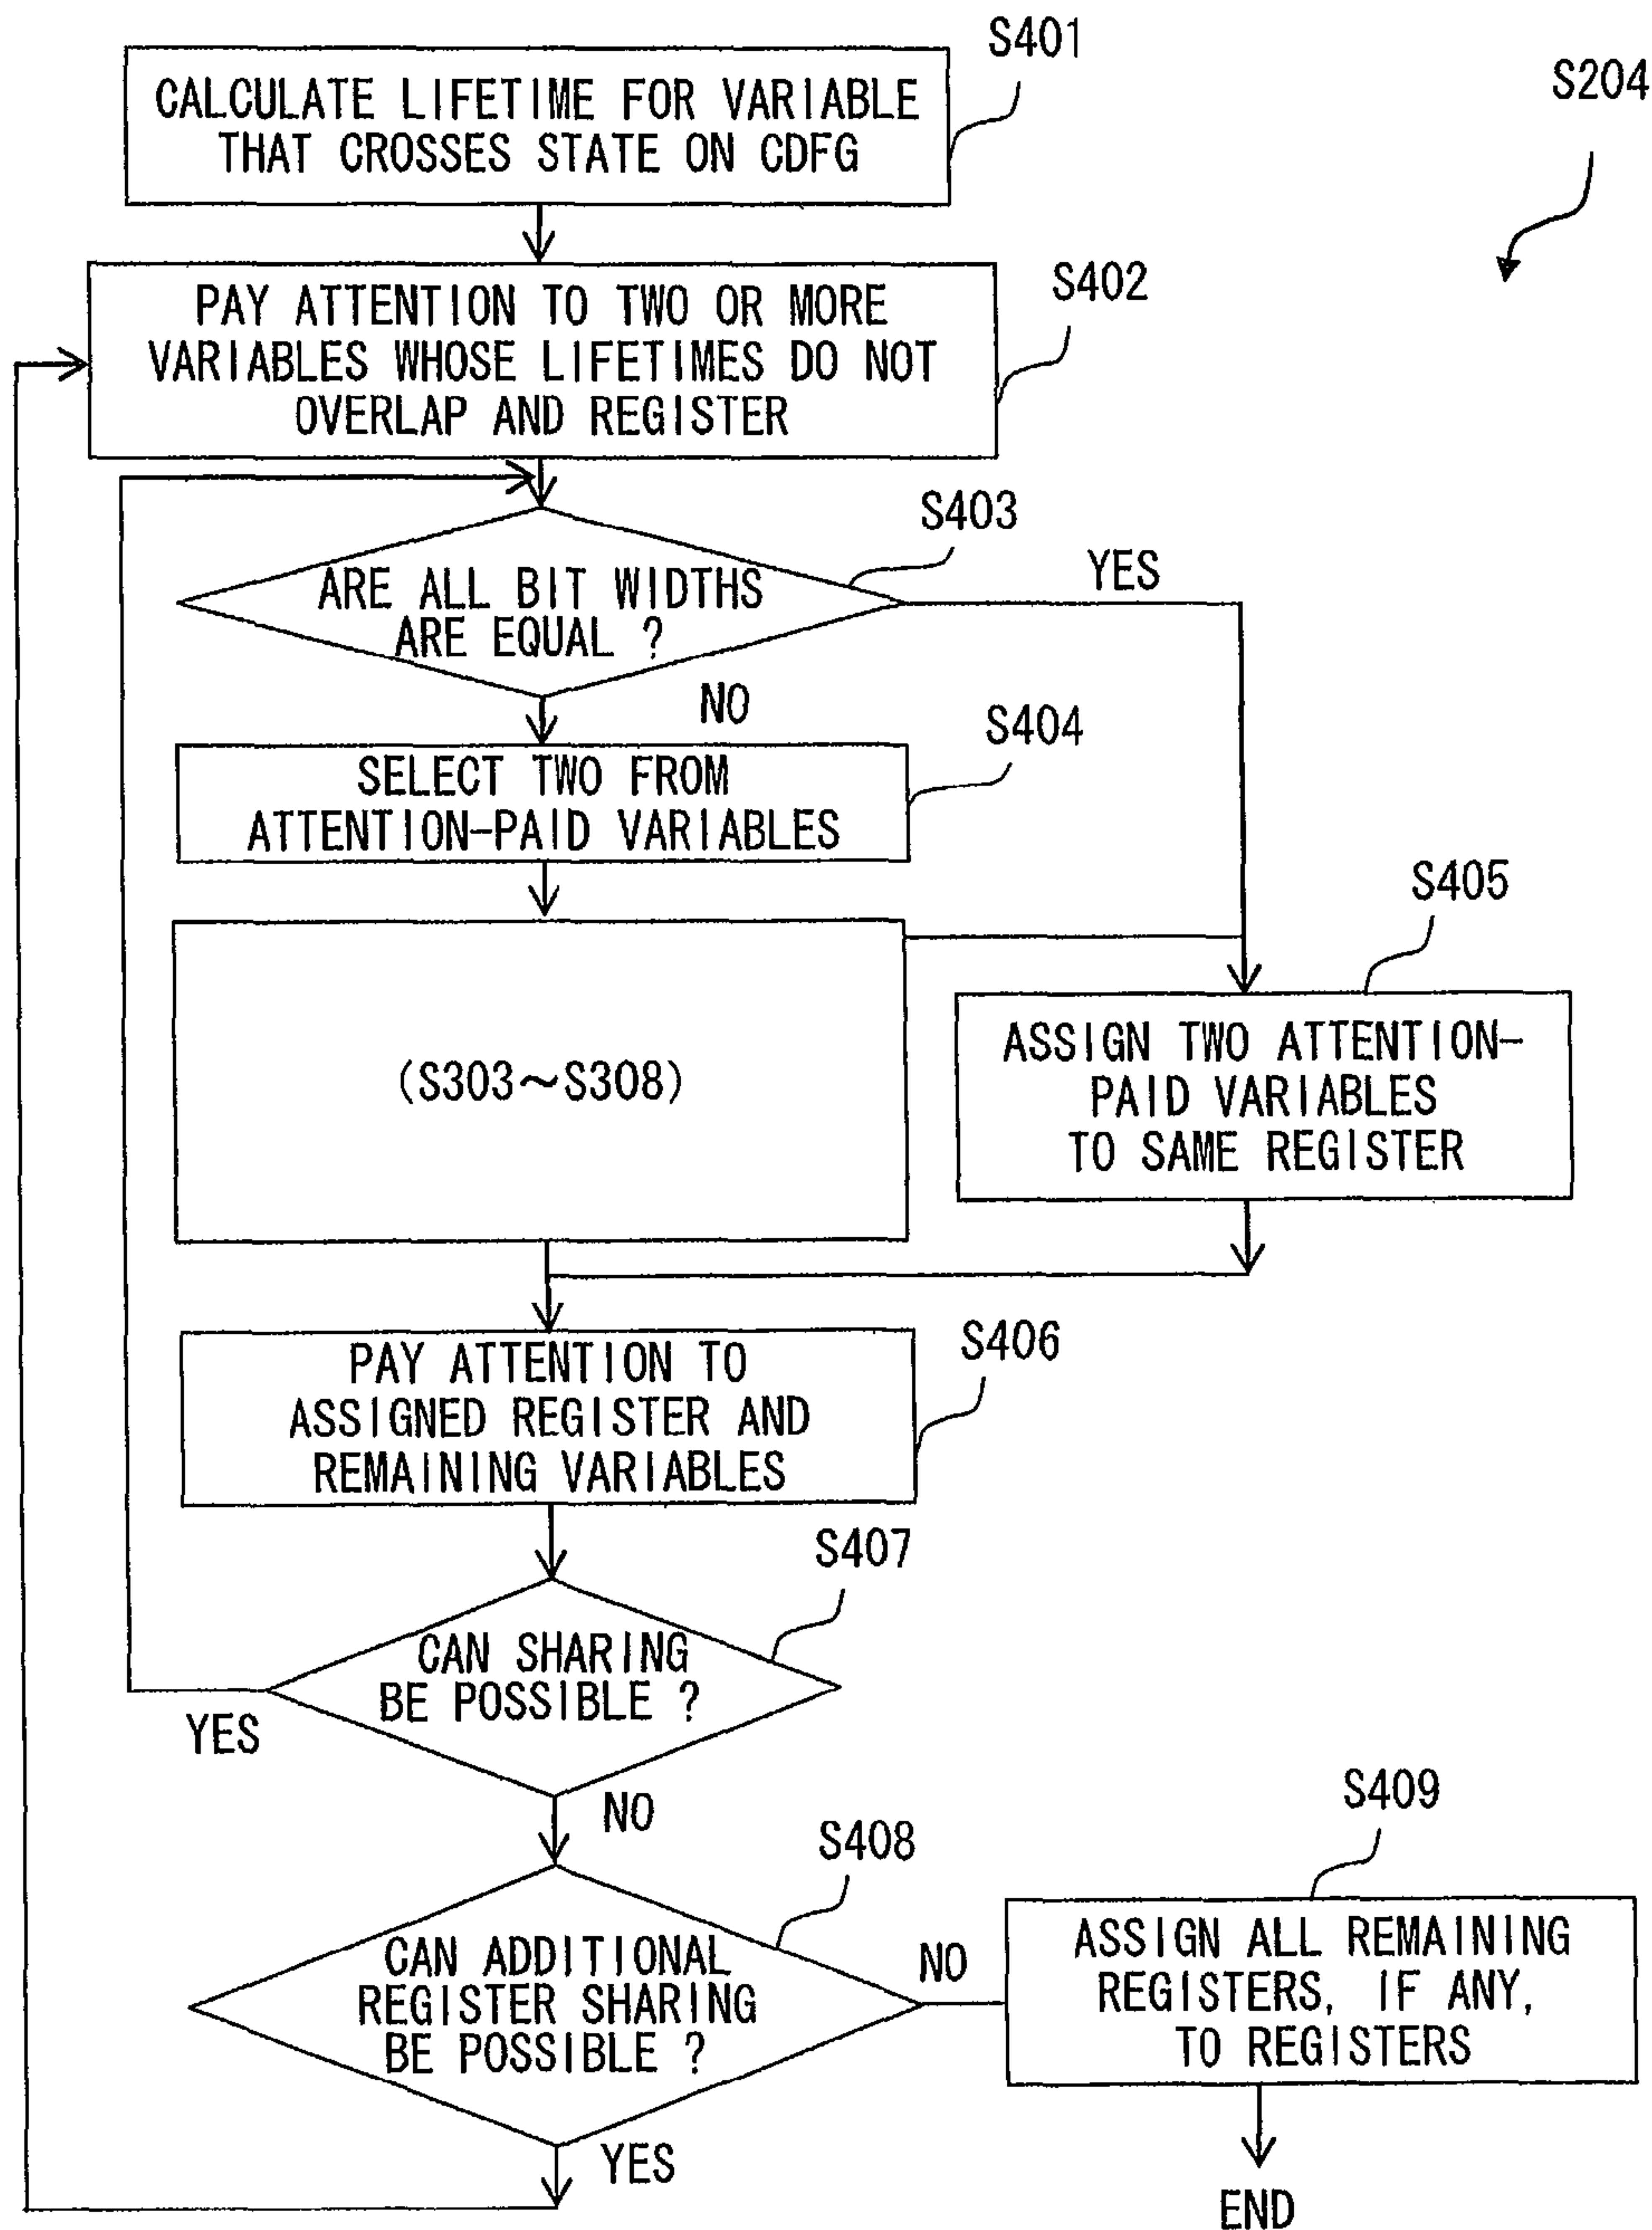 S401
S204
CALCULATE LIFETIME FOR VARIABLE
THAT CROSSES STATE ON CDFG
S402
PAY ATTENTION TO TWO OR MORE
VARIABLES WHOSE LIFETIMES DO NOT
OVERLAP AND REGISTER
S403
YES
ARE ALL BIT WIDTHS
ARE EQUAL ?
NO
S404
SELECT TWO FROM
ATTENTION-PAID VARIABLES
S405
ASSIGN TWO ATTENTION-
PAID VARIABLES
TO SAME REGISTER
(S303～S308)
S406
PAY ATTENTION TO
ASSIGNED REGISTER AND
REMAINING VARIABLES
S407
CAN SHARING
BE POSSIBLE ?
YES
NO
S408
S409
CAN ADDITIONAL
REGISTER SHARING
BE POSSIBLE ?
NO
ASSIGN ALL REMAINING
REGISTERS, IF ANY,
TO REGISTERS
YES
END